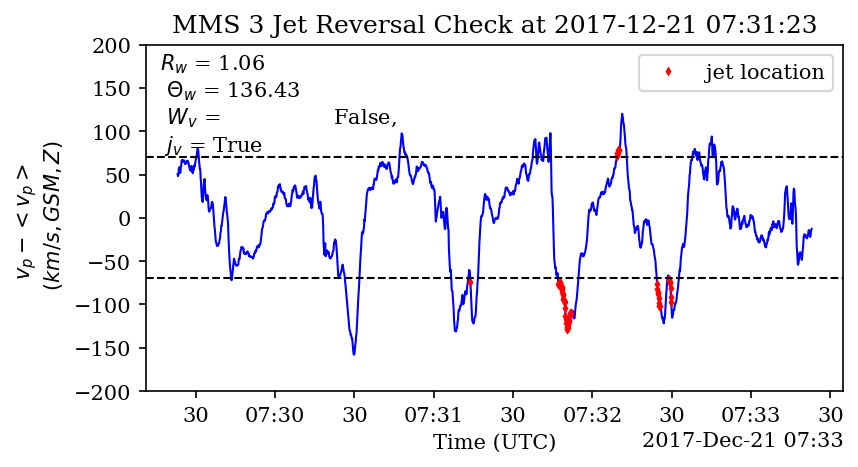 MMS 3 Jet Reversal Check at 2017-12-21 07:31:23
R_w = 1.06
Θ_w = 136.43
W_v = False,
j_v = True
jet location
v_p − < v_p >
(km/s, GSM, Z)
200
150
100
50
0
−50
−100
−150
−200
30 07:30 30 07:31 30 07:32 30 07:33 30
Time (UTC)
2017-Dec-21 07:33